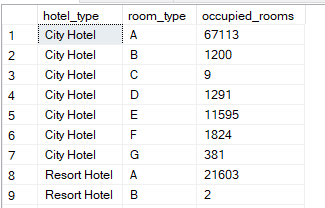 hotel_type room_type occupied_rooms
1 City Hotel A 67113
2 City Hotel B 1200
3 City Hotel C 9
4 City Hotel D 1291
5 City Hotel E 11595
6 City Hotel F 1824
7 City Hotel G 381
8 Resort Hotel A 21603
9 Resort Hotel B 2